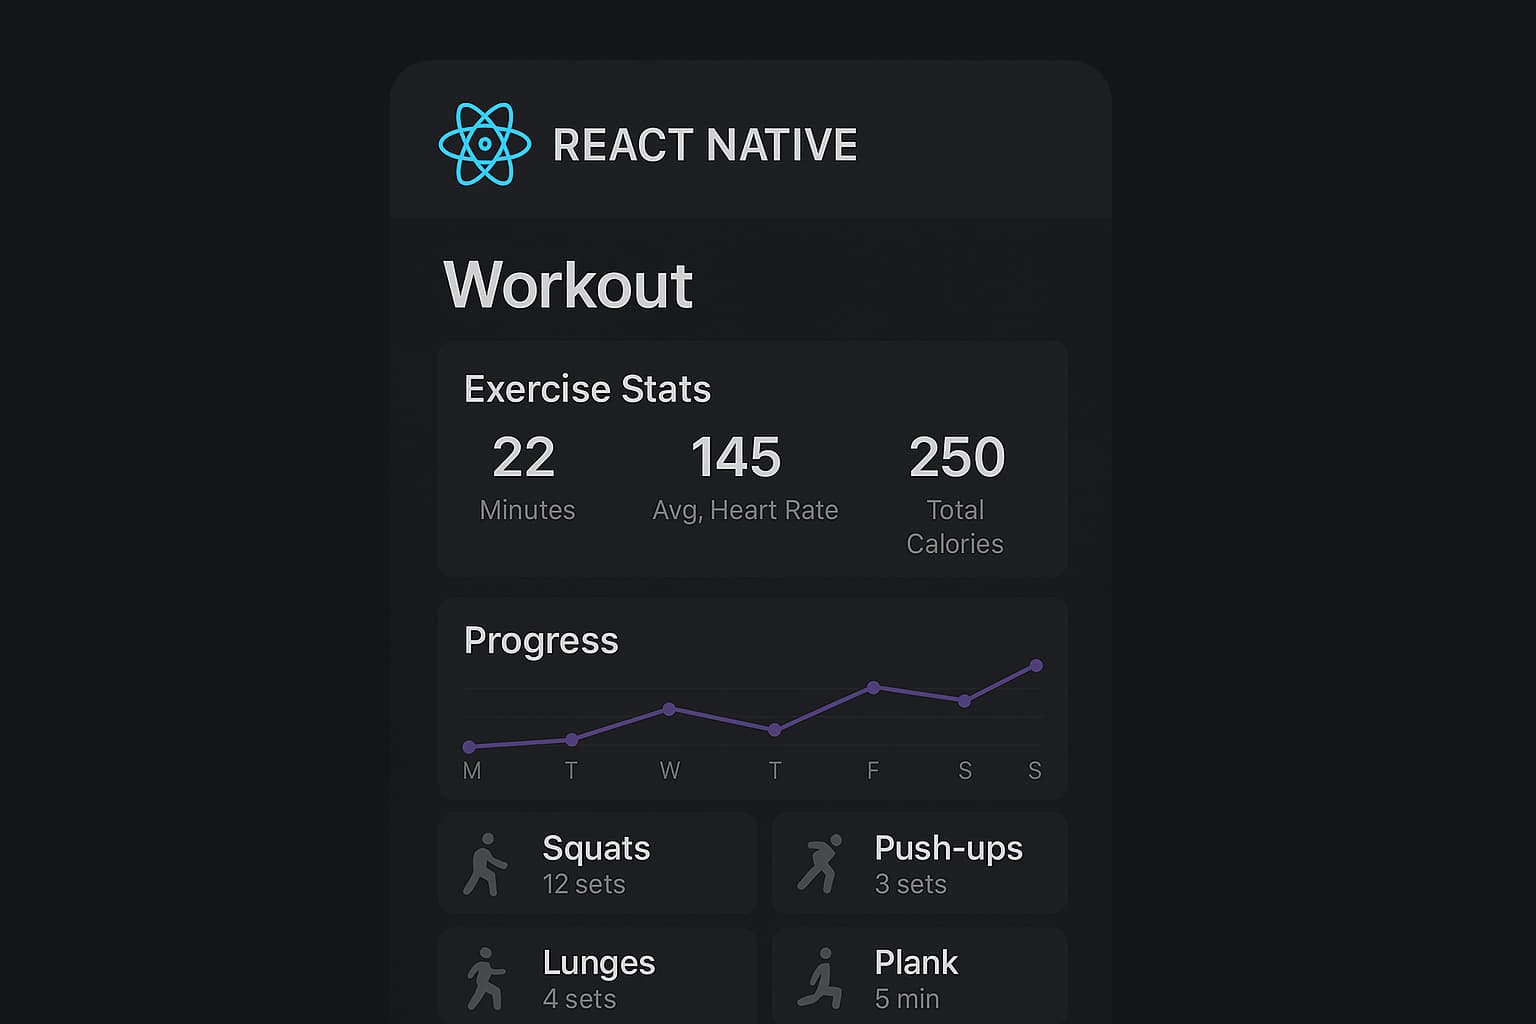 REACT NATIVE
Workout
Exercise Stats
22 145 250
Minutes Avg, Heart Rate Total
Calories
Progress
M T W T F S S
Squats Push-ups
12 sets 3 sets
Lunges Plank
4 sets 5 min